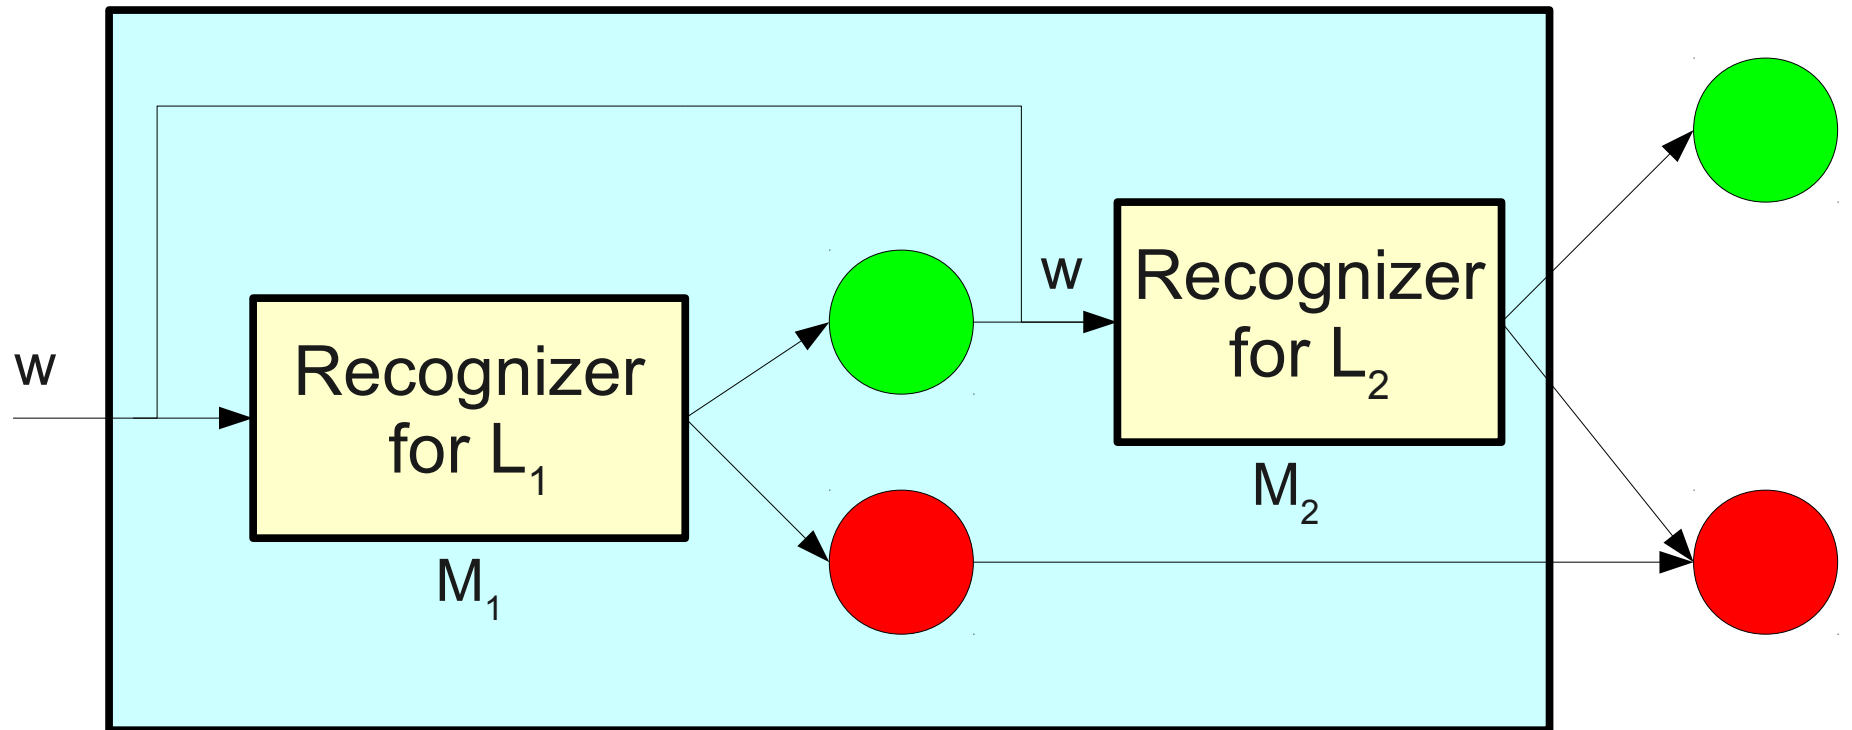 w
Recognizer
for L₁
M₁
w
Recognizer
for L₂
M₂